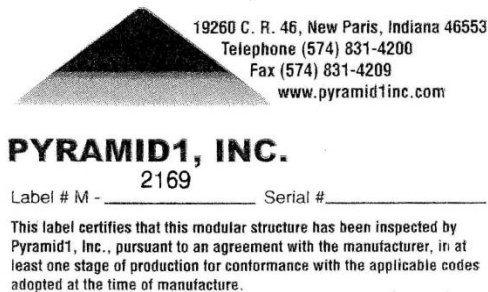 19260 C. R. 46, New Paris, Indiana 46553
Telephone (574) 831-4200
Fax (574) 831-4209
www.pyramid1inc.com
PYRAMID1, INC.
Label # M - 2169 Serial #
This label certifies that this modular structure has been inspected by
Pyramid1, Inc., pursuant to an agreement with the manufacturer, in at
least one stage of production for conformance with the applicable codes
adopted at the time of manufacture.